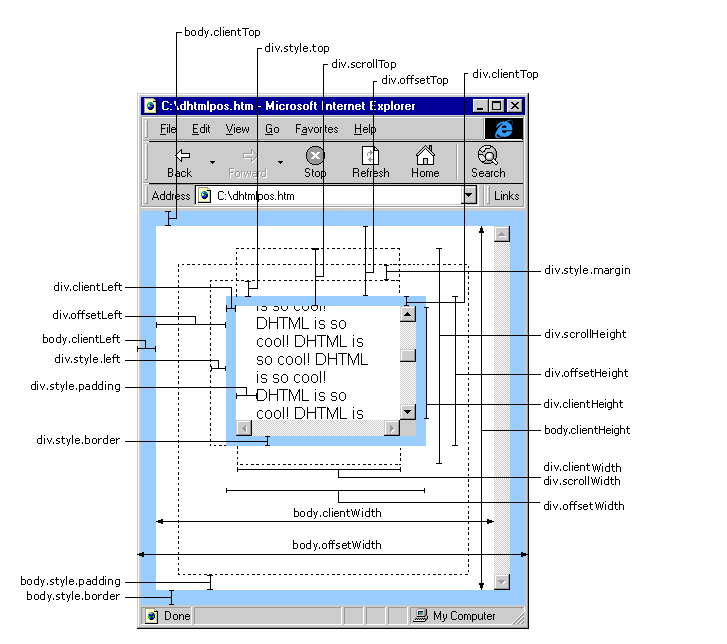 body.clientTop
div.style.top
div.scrollTop
div.clientTop
div.offsetTop
C:\dhtmlpos.htm - Microsoft Internet Explorer
File Edit View Go Favorites Help
Back Forward Stop Refresh Home Search
Address C:\dhtmlpos.htm Links
div.style.margin
div.clientLeft
is so cool!
div.offsetLeft
DHTML is so
div.scrollHeight
body.clientLeft
cool! DHTML is
div.style.left
so cool! DHTML
div.offsetHeight
is so cool!
div.style.padding
DHTML is so
div.clientHeight
cool! DHTML is
body.clientHeight
div.style.border
div.clientWidth
div.scrollWidth
div.offsetWidth
body.clientWidth
body.offsetWidth
body.style.padding
body.style.border
Done My Computer